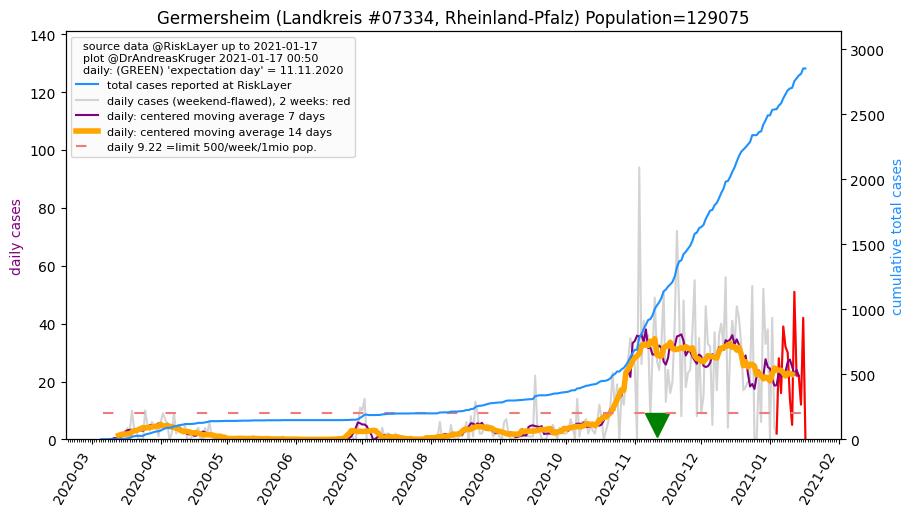 Germersheim (Landkreis #07334, Rheinland-Pfalz) Population=129075
source data @RiskLayer up to 2021-01-17
plot @DrAndreasKruger 2021-01-17 00:50
daily: (GREEN) 'expectation day' = 11.11.2020
total cases reported at RiskLayer
daily cases (weekend-flawed), 2 weeks: red
daily: centered moving average 7 days
daily: centered moving average 14 days
daily 9.22 =limit 500/week/1mio pop.
daily cases
140
120
100
80
60
40
20
0
3000
2500
2000
1500
1000
500
0
cumulative total cases
2020-03
2020-04
2020-05
2020-06
2020-07
2020-08
2020-09
2020-10
2020-11
2020-12
2021-01
2021-02